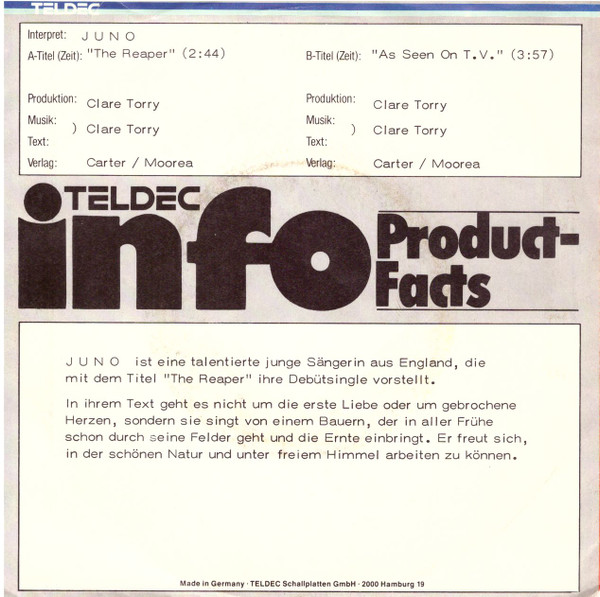 TELDEC
Interpret: JUNO
A-Titel (Zeit): "The Reaper" (2:44) B-Titel (Zeit): "As Seen On T.V." (3:57)
Produktion: Clare Torry Produktion: Clare Torry
Musik:
) Clare Torry
Text:
Musik:
) Clare Torry
Text:
Verlag: Carter / Moorea Verlag: Carter / Moorea
TELDEC
info
Product-
Facts
JUNO ist eine talentierte junge Sängerin aus England, die
mit dem Titel "The Reaper" ihre Debütsingle vorstellt.
In ihrem Text geht es nicht um die erste Liebe oder um gebrochene
Herzen, sondern sie singt von einem Bauern, der in aller Frühe
schon durch seine Felder geht und die Ernte einbringt. Er freut sich,
in der schönen Natur und unter freiem Himmel arbeiten zu können.
Made in Germany · TELDEC Schallplatten GmbH · 2000 Hamburg 19